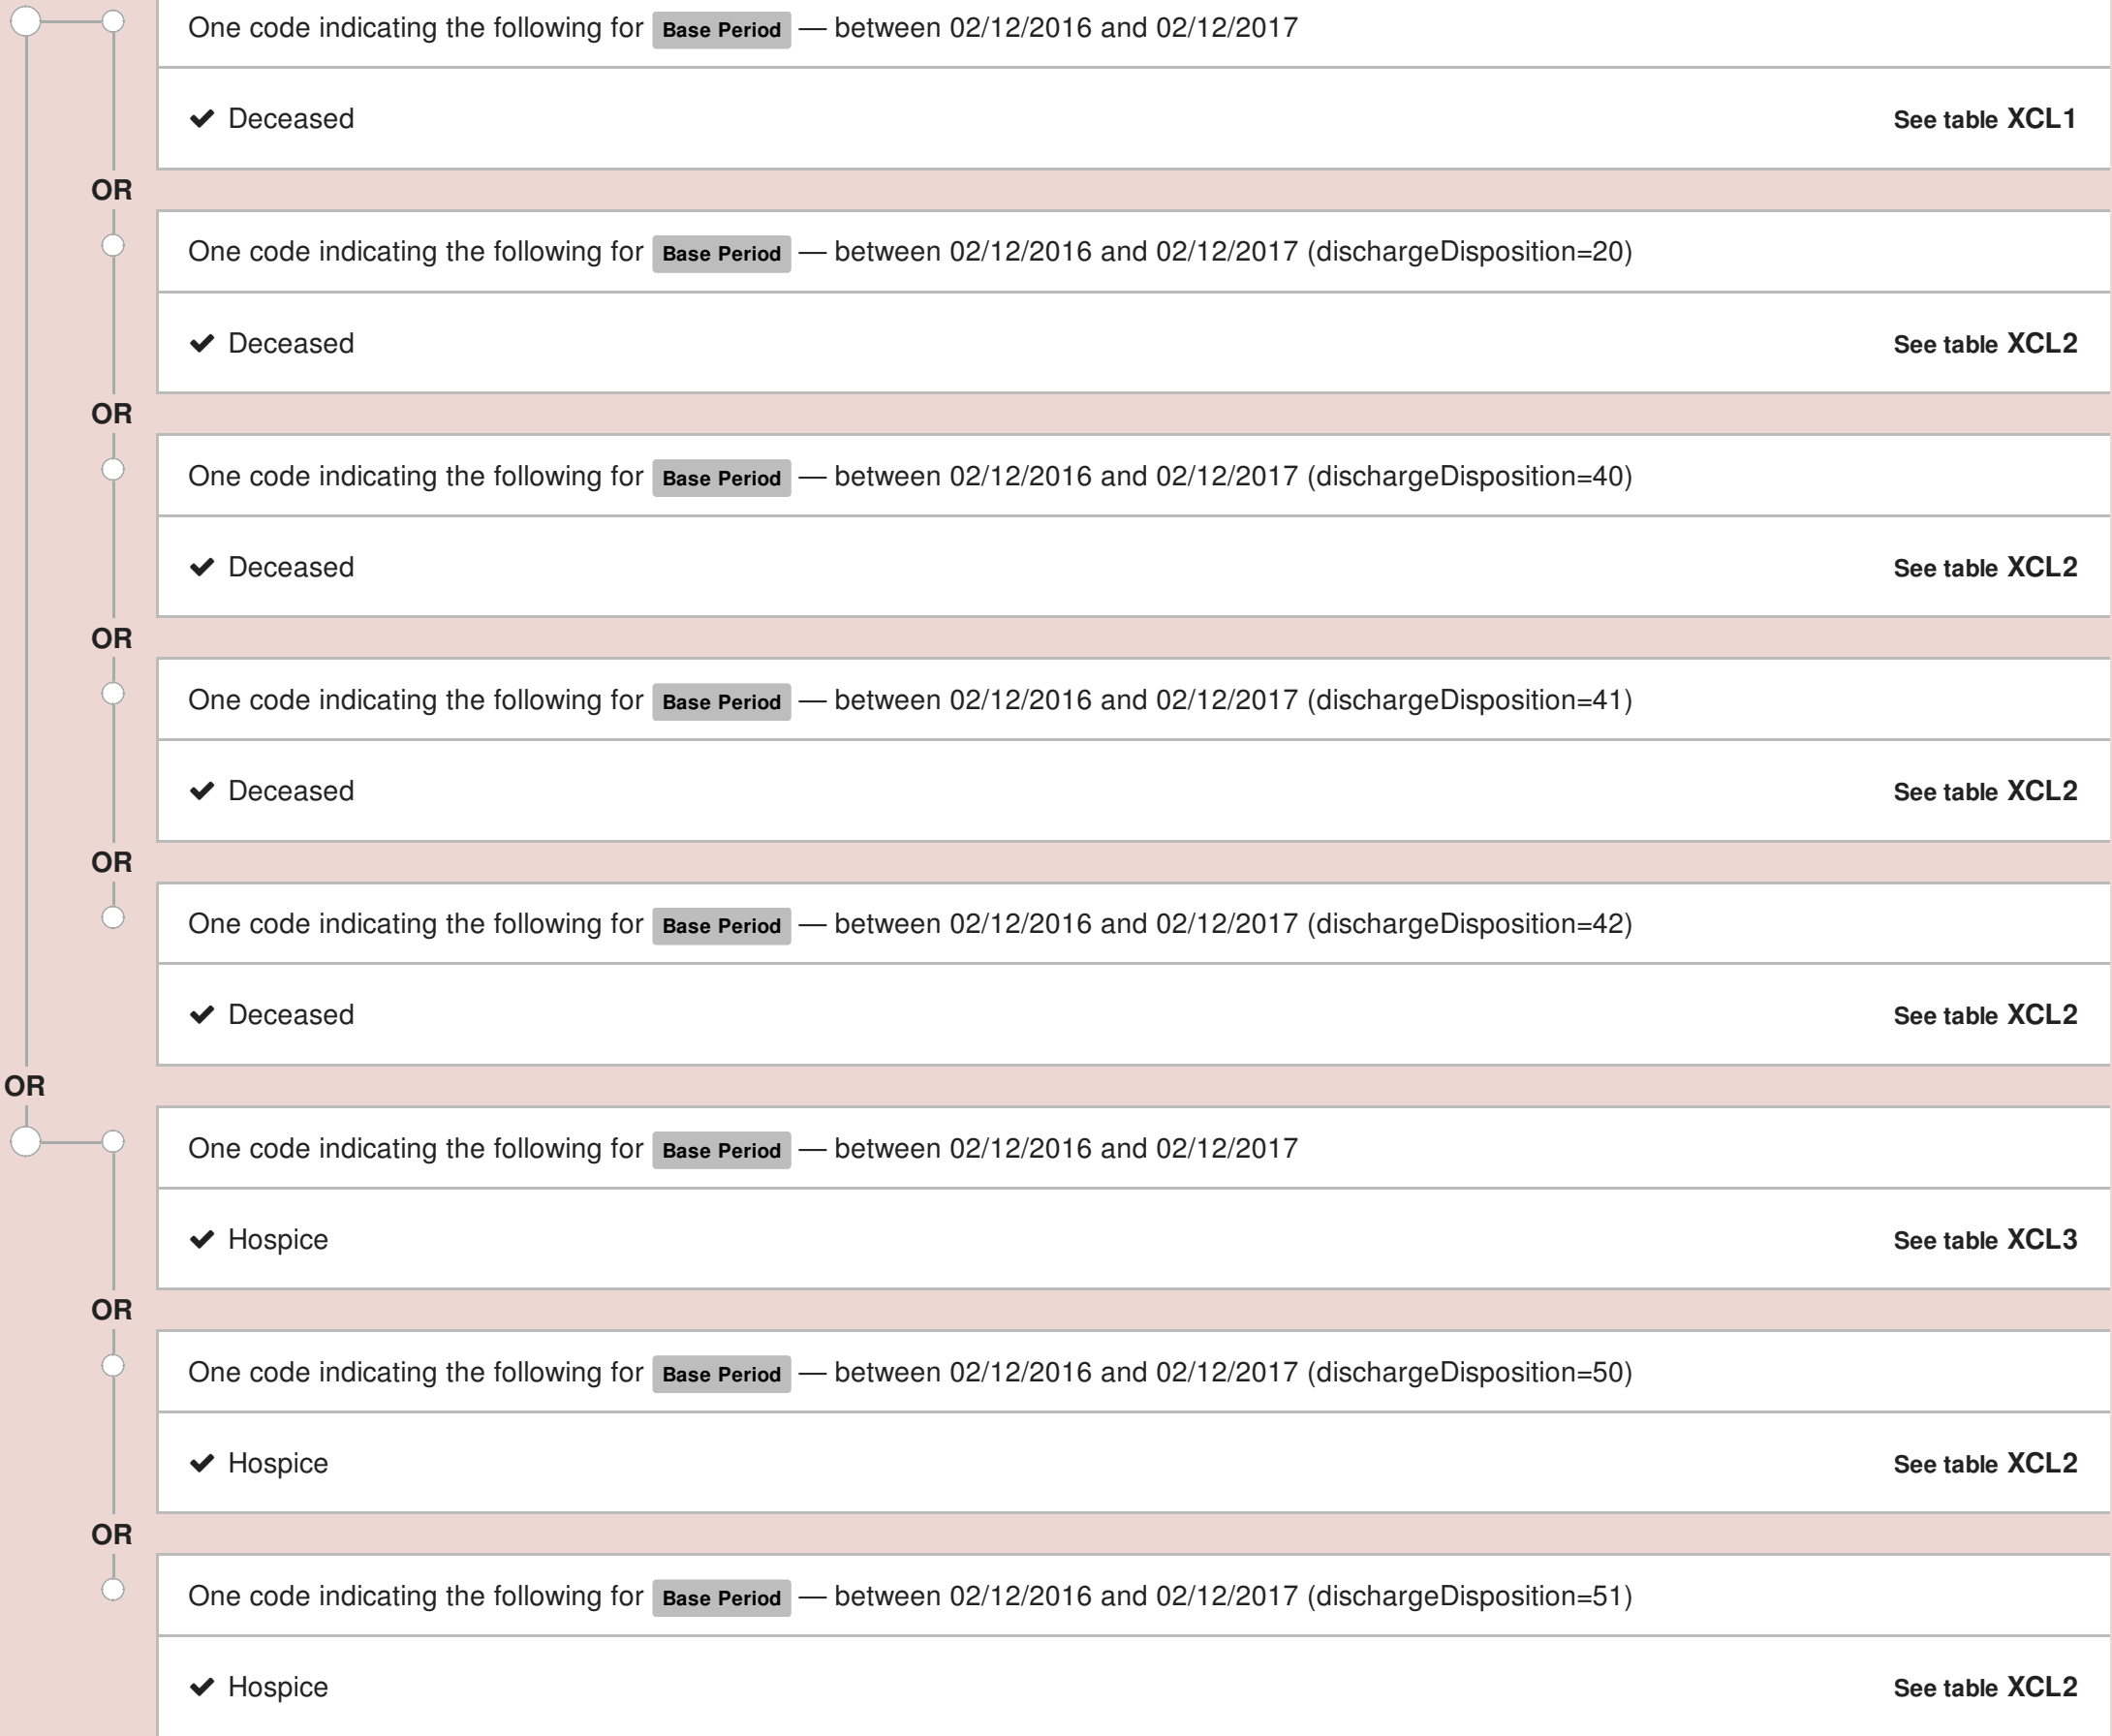 One code indicating the following for Base Period — between 02/12/2016 and 02/12/2017
✔ Deceased See table XCL1
OR
One code indicating the following for Base Period — between 02/12/2016 and 02/12/2017 (dischargeDisposition=20)
✔ Deceased See table XCL2
OR
One code indicating the following for Base Period — between 02/12/2016 and 02/12/2017 (dischargeDisposition=40)
✔ Deceased See table XCL2
OR
One code indicating the following for Base Period — between 02/12/2016 and 02/12/2017 (dischargeDisposition=41)
✔ Deceased See table XCL2
OR
One code indicating the following for Base Period — between 02/12/2016 and 02/12/2017 (dischargeDisposition=42)
✔ Deceased See table XCL2
OR
One code indicating the following for Base Period — between 02/12/2016 and 02/12/2017
✔ Hospice See table XCL3
OR
One code indicating the following for Base Period — between 02/12/2016 and 02/12/2017 (dischargeDisposition=50)
✔ Hospice See table XCL2
OR
One code indicating the following for Base Period — between 02/12/2016 and 02/12/2017 (dischargeDisposition=51)
✔ Hospice See table XCL2